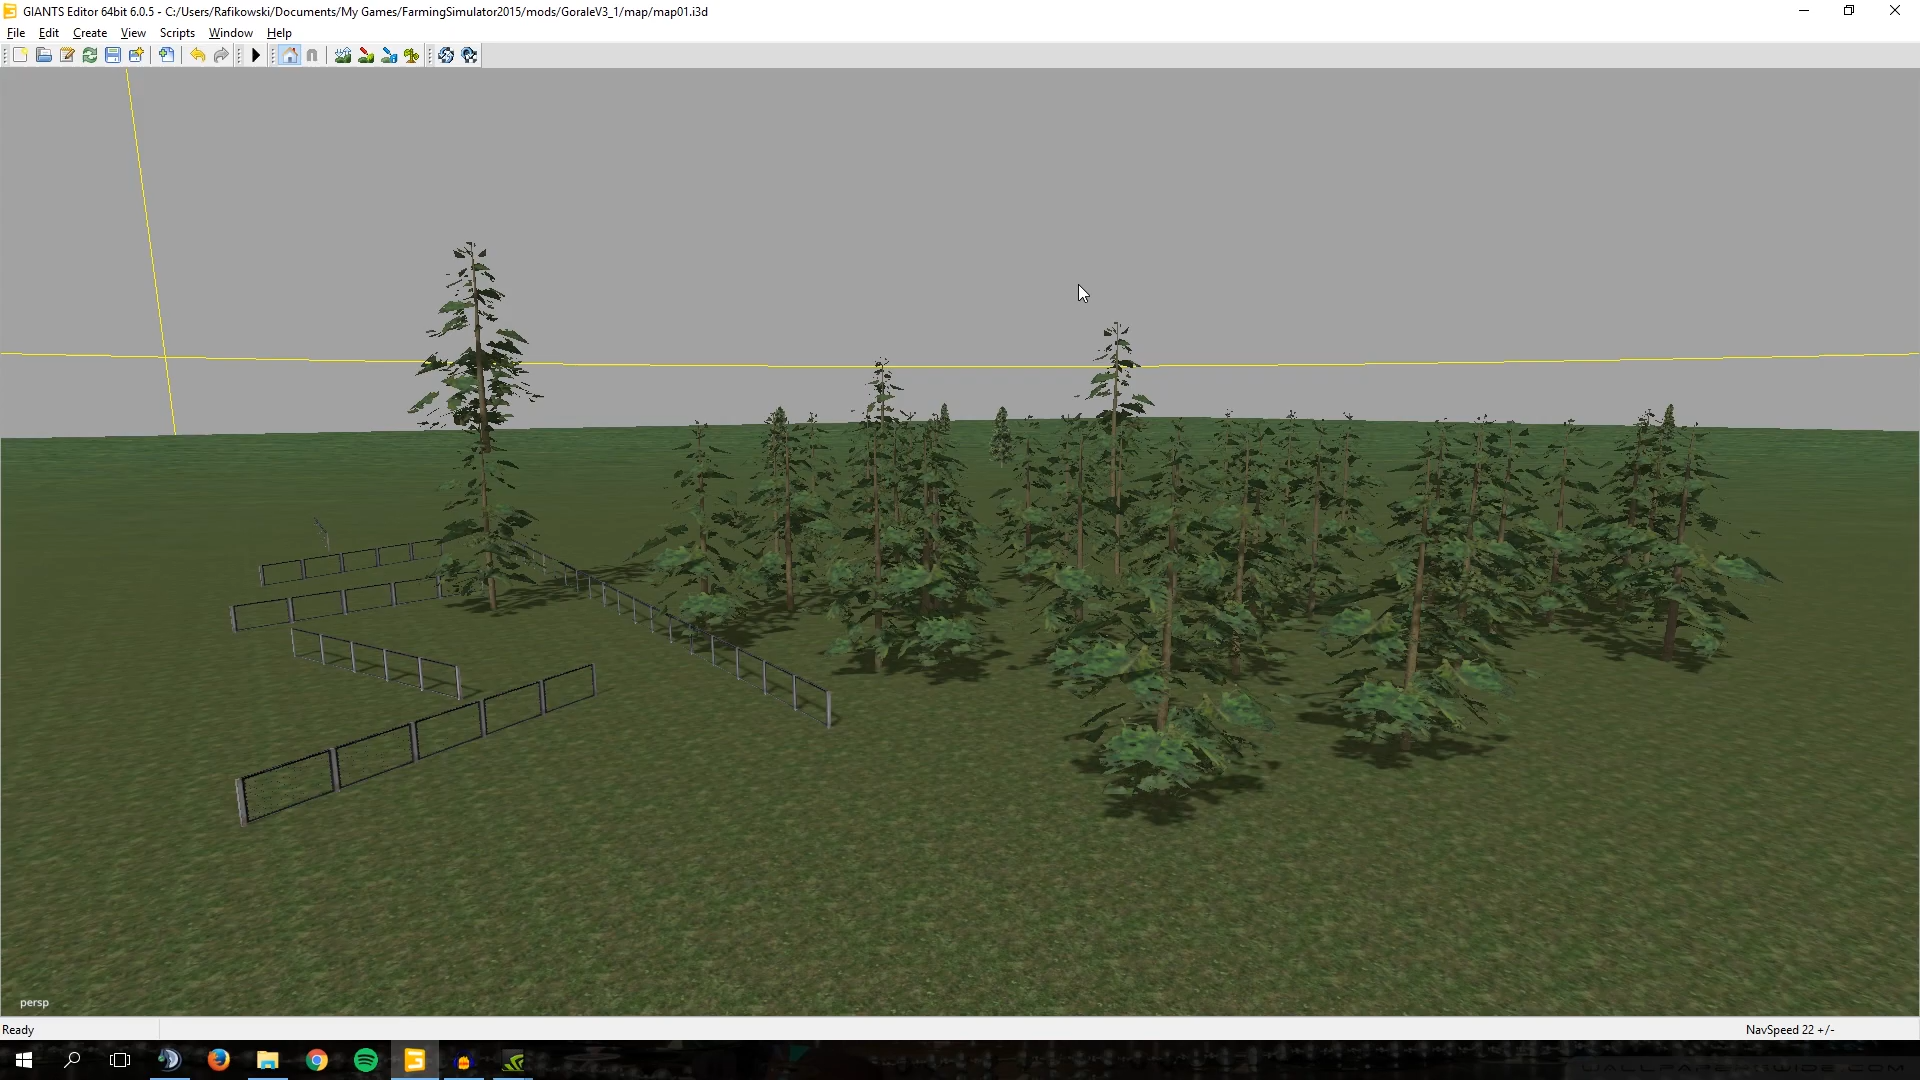 GIANTS Editor 64bit 6.0.5 - C:/Users/Rafikowski/Documents/My Games/FarmingSimulator2015/mods/GoraleV3_1/map/map01.i3d
File Edit Create View Scripts Window Help
persp
Ready
NavSpeed 22 +/-